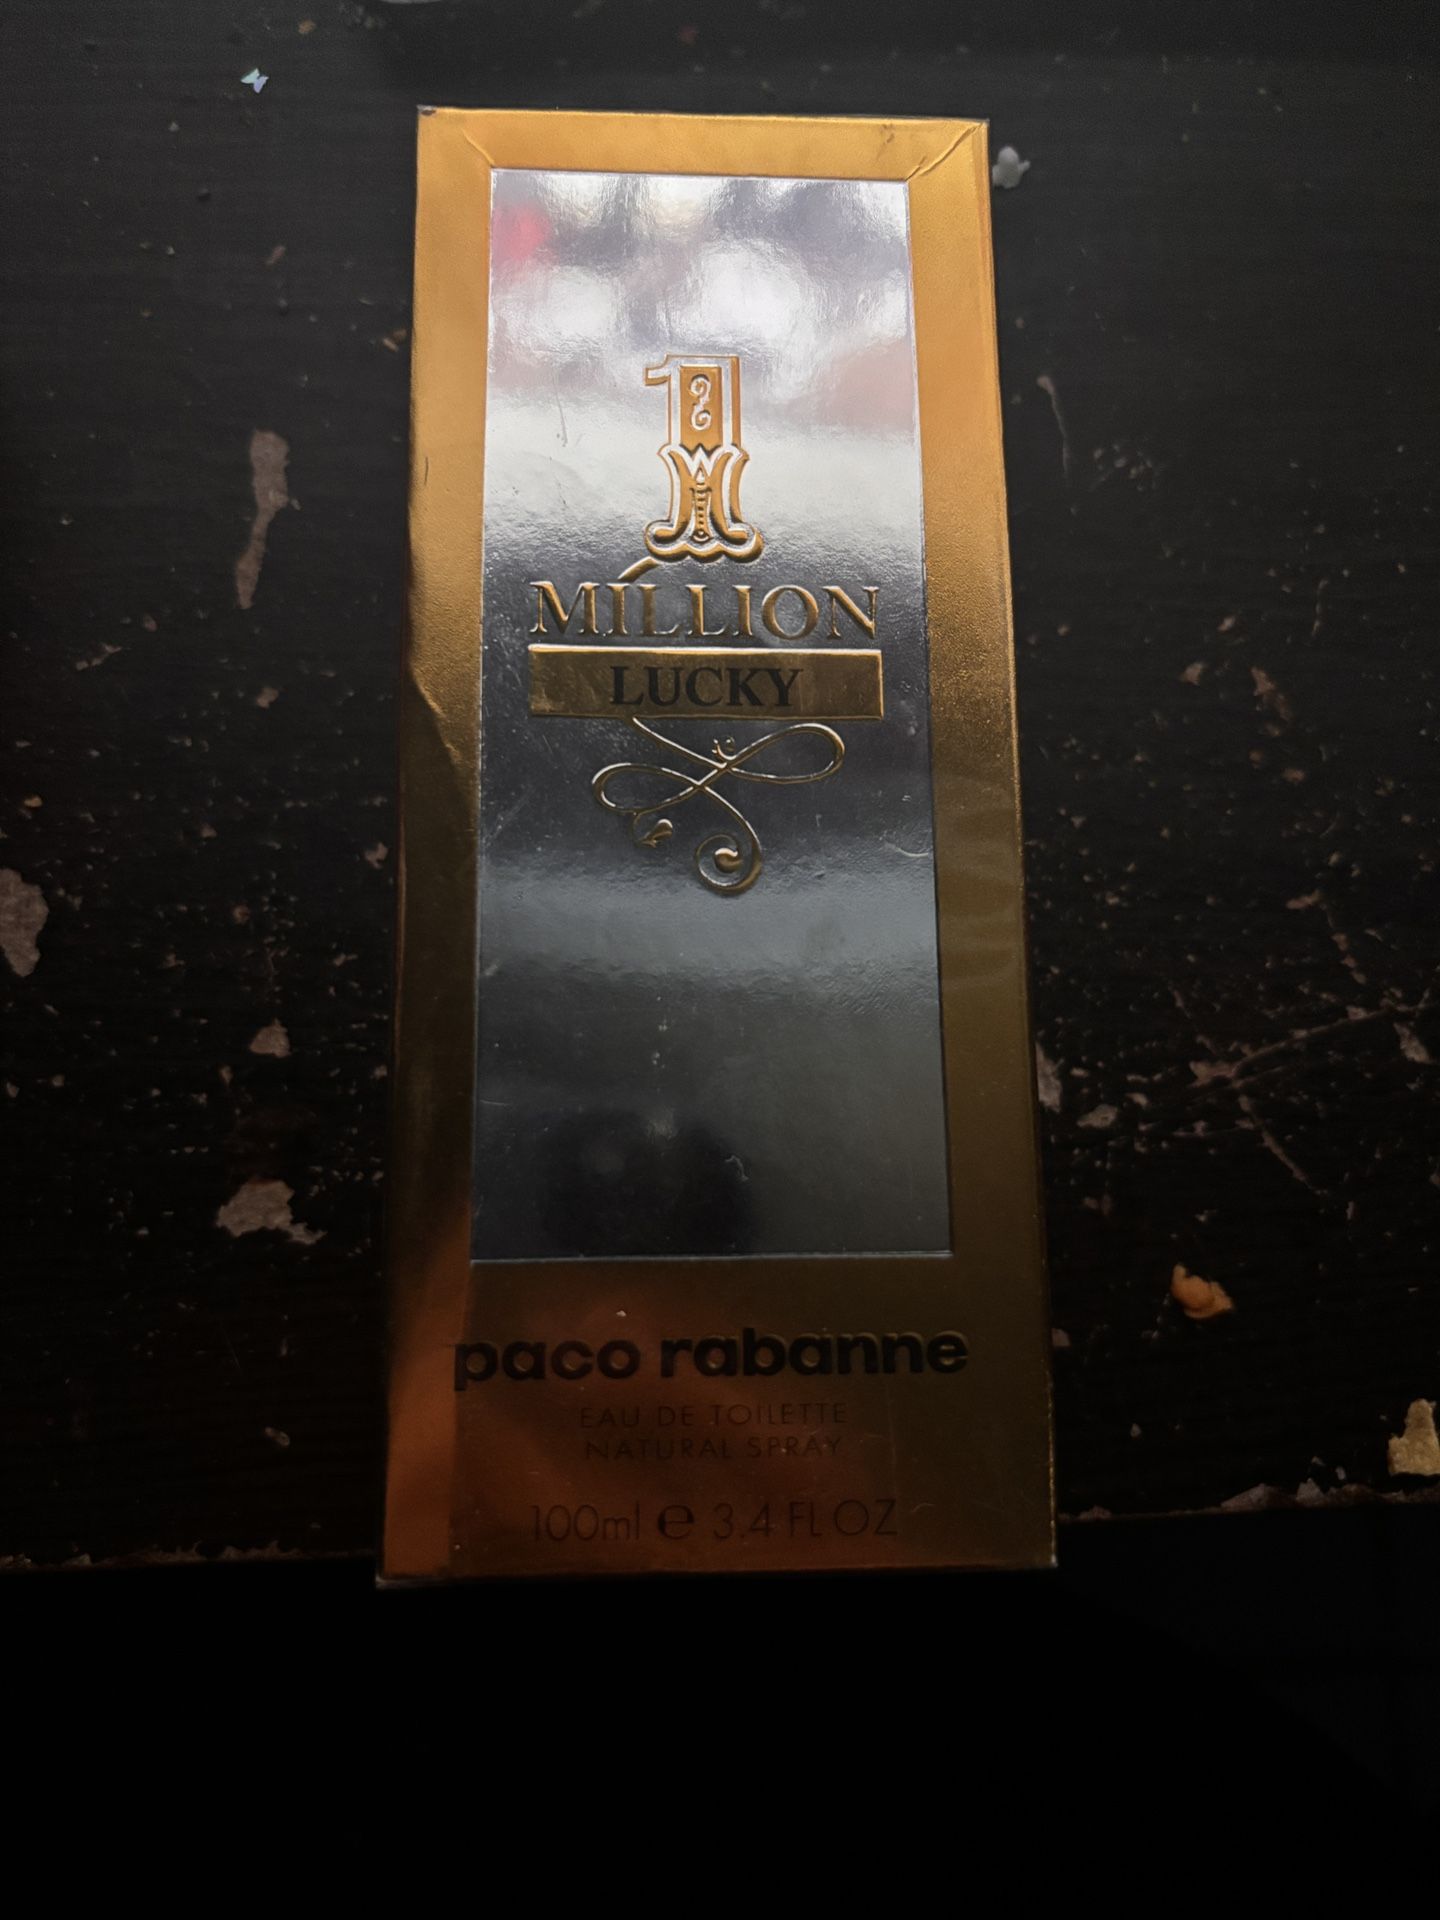 1
MILLION
LUCKY
paco rabanne
EAU DE TOILETTE
NATURAL SPRAY
100ml ℮ 3.4 FL OZ